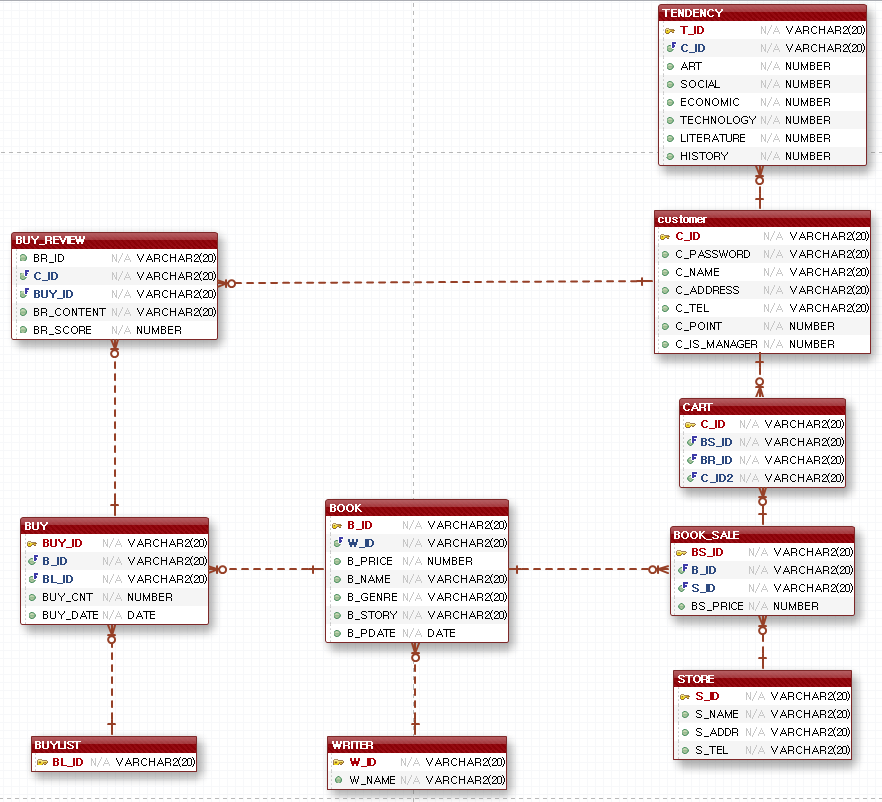 TENDENCY
T_ID N/A VARCHAR2(20)
C_ID N/A VARCHAR2(20)
ART N/A NUMBER
SOCIAL N/A NUMBER
ECONOMIC N/A NUMBER
TECHNOLOGY N/A NUMBER
LITERATURE N/A NUMBER
HISTORY N/A NUMBER
customer
C_ID N/A VARCHAR2(20)
C_PASSWORD N/A VARCHAR2(20)
C_NAME N/A VARCHAR2(20)
C_ADDRESS N/A VARCHAR2(20)
C_TEL N/A VARCHAR2(20)
C_POINT N/A NUMBER
C_IS_MANAGER N/A NUMBER
BUY_REVIEW
BR_ID N/A VARCHAR2(20)
C_ID N/A VARCHAR2(20)
BUY_ID N/A VARCHAR2(20)
BR_CONTENT N/A VARCHAR2(20)
BR_SCORE N/A NUMBER
CART
C_ID N/A VARCHAR2(20)
BS_ID N/A VARCHAR2(20)
BR_ID N/A VARCHAR2(20)
C_ID2 N/A VARCHAR2(20)
BUY
BUY_ID N/A VARCHAR2(20)
B_ID N/A VARCHAR2(20)
BL_ID N/A VARCHAR2(20)
BUY_CNT N/A NUMBER
BUY_DATE N/A DATE
BOOK
B_ID N/A VARCHAR2(20)
W_ID N/A VARCHAR2(20)
B_PRICE N/A NUMBER
B_NAME N/A VARCHAR2(20)
B_GENRE N/A VARCHAR2(20)
B_STORY N/A VARCHAR2(20)
B_PDATE N/A DATE
BOOK_SALE
BS_ID N/A VARCHAR2(20)
B_ID N/A VARCHAR2(20)
S_ID N/A VARCHAR2(20)
BS_PRICE N/A NUMBER
STORE
S_ID N/A VARCHAR2(20)
S_NAME N/A VARCHAR2(20)
S_ADDR N/A VARCHAR2(20)
S_TEL N/A VARCHAR2(20)
BUYLIST
BL_ID N/A VARCHAR2(20)
WRITER
W_ID N/A VARCHAR2(20)
W_NAME N/A VARCHAR2(20)